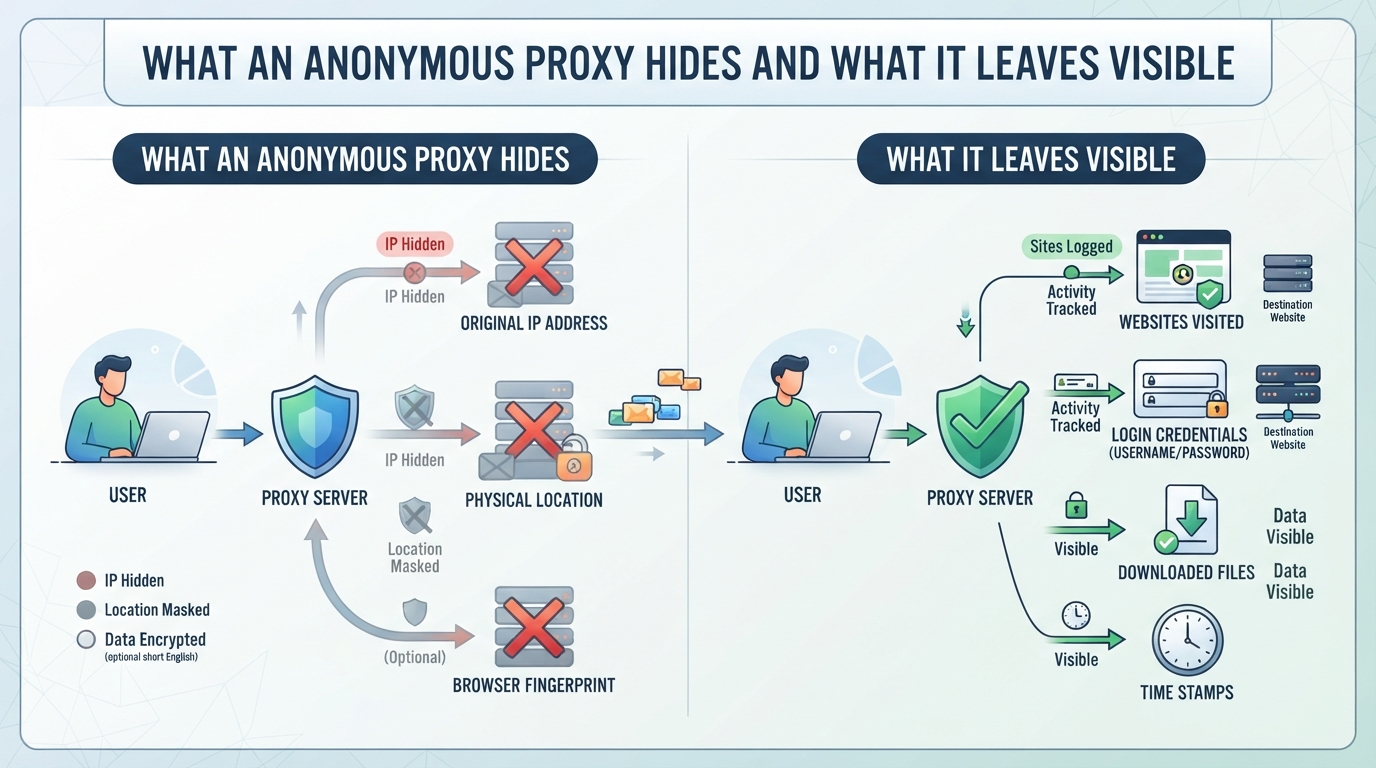 WHAT AN ANONYMOUS PROXY HIDES AND WHAT IT LEAVES VISIBLE
WHAT AN ANONYMOUS PROXY HIDES
IP Hidden
IP Hidden
ORIGINAL IP ADDRESS
USER
PROXY SERVER
IP Hidden
PHYSICAL LOCATION
Location
Masked
(Optional)
BROWSER FINGERPRINT
IP Hidden
Location Masked
Data Encrypted
(optional short English)
WHAT IT LEAVES VISIBLE
Sites Logged
Activity
Tracked
WEBSITES VISITED
Destination
Website
USER
PROXY SERVER
Activity
Tracked
LOGIN CREDENTIALS
(USERNAME/PASSWORD)
Destination
Website
Visible
DOWNLOADED FILES
Data
Visible
Data
Visible
Visible
TIME STAMPS